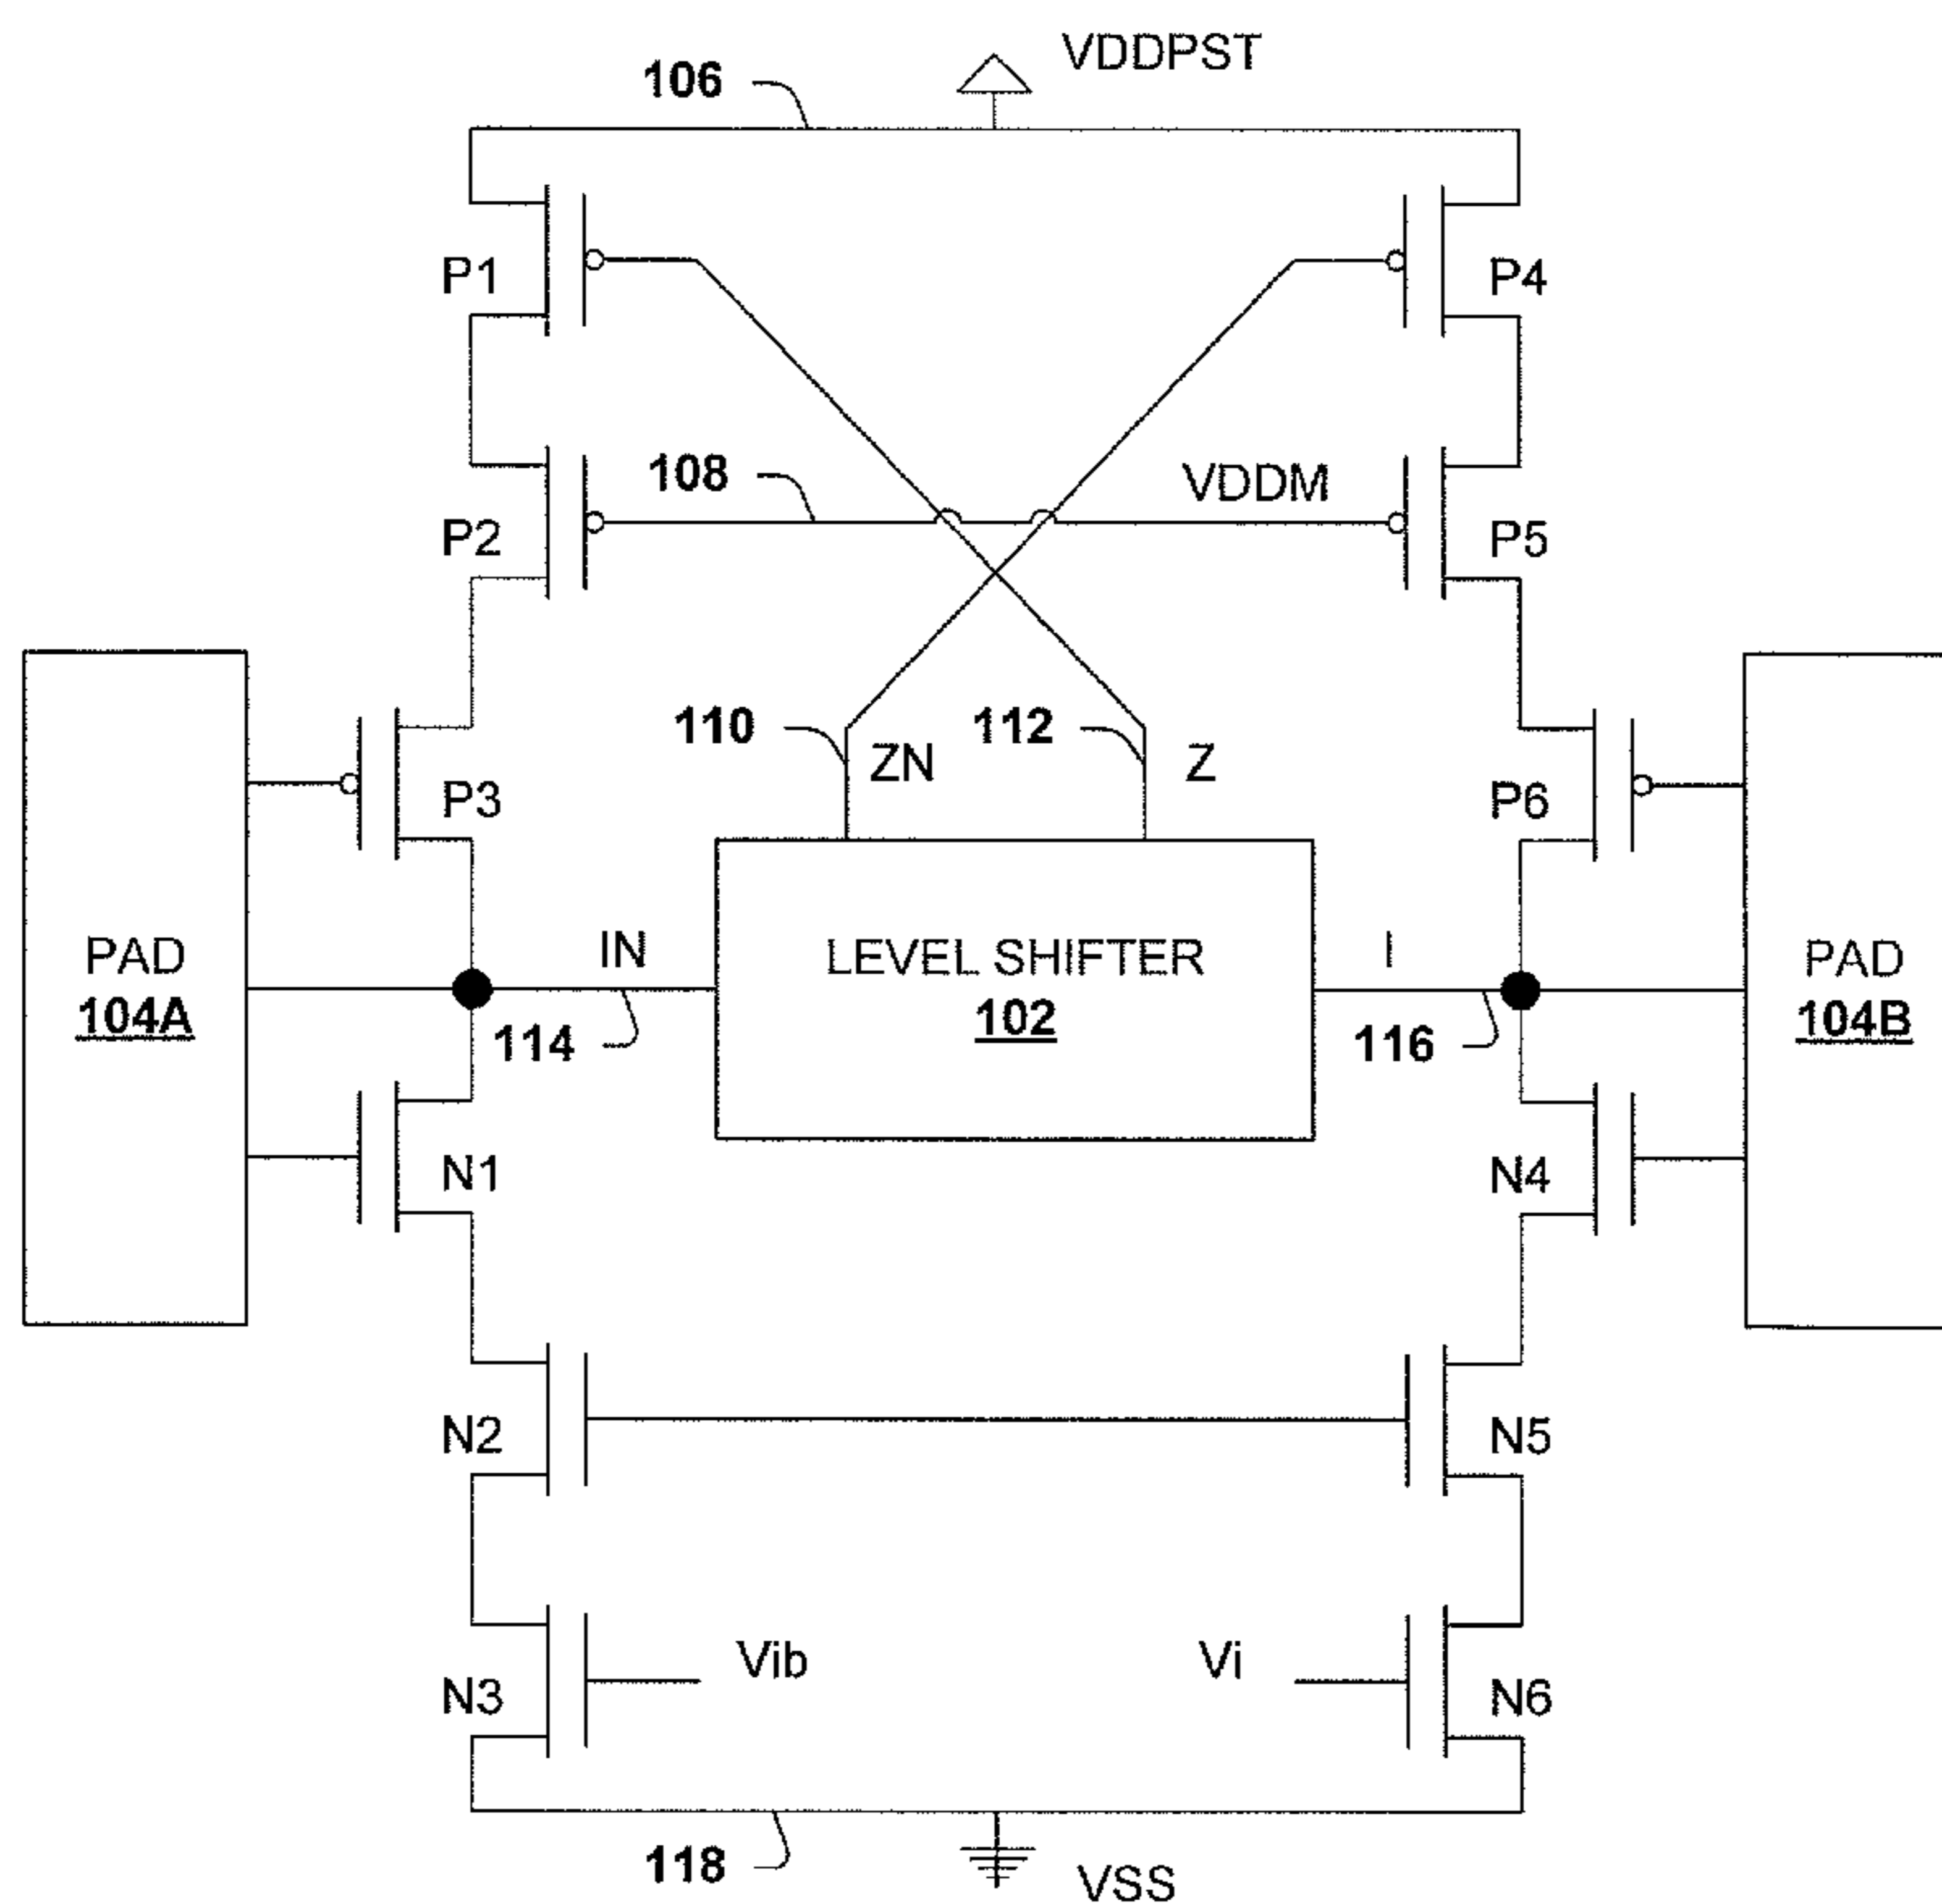 VDDPST
106
P1
P4
108
VDDM
P2
P5
110
ZN
112
Z
P3
P6
PAD
104A
IN
LEVEL SHIFTER
102
I
PAD
104B
114
116
N1
N4
N2
N5
Vib
Vi
N3
N6
118
VSS